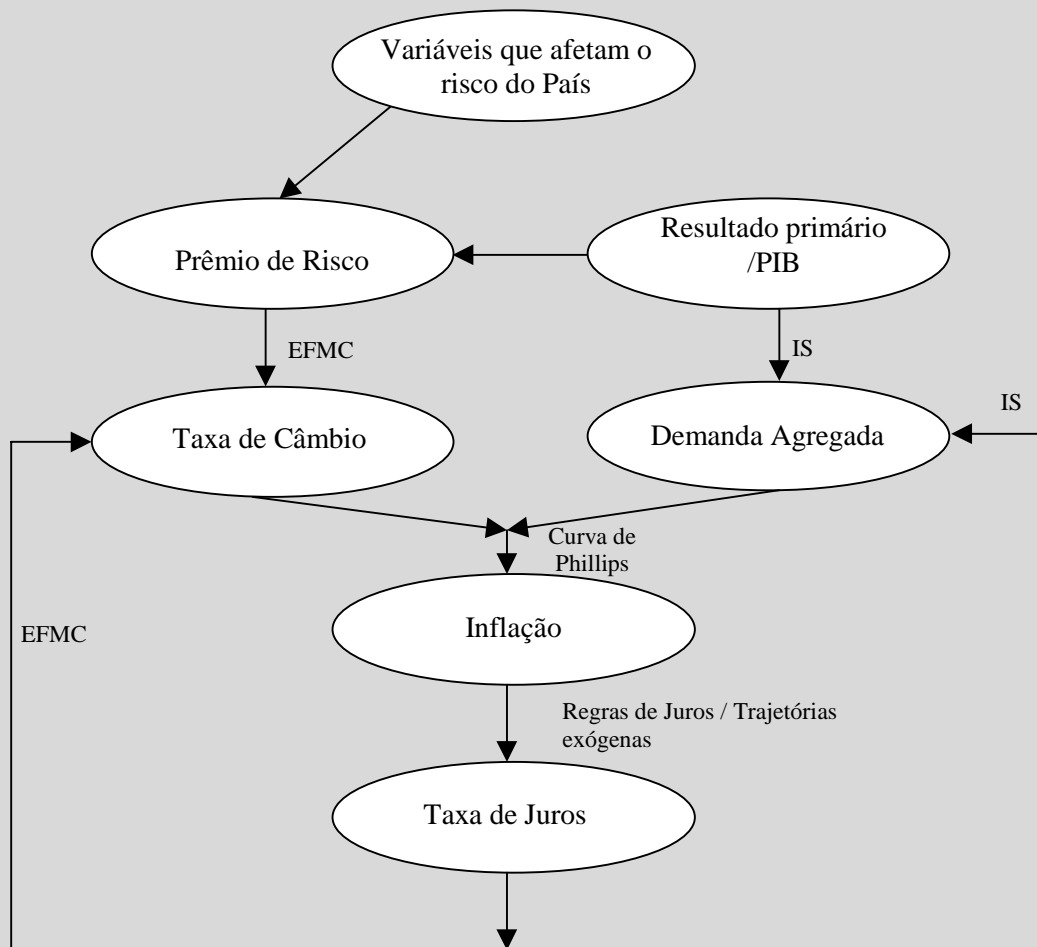 Variáveis que afetam o
risco do País
Prêmio de Risco
Resultado primário
/PIB
EFMC
IS
Taxa de Câmbio
Demanda Agregada
IS
Curva de
Phillips
Inflação
EFMC
Regras de Juros / Trajetórias
exógenas
Taxa de Juros